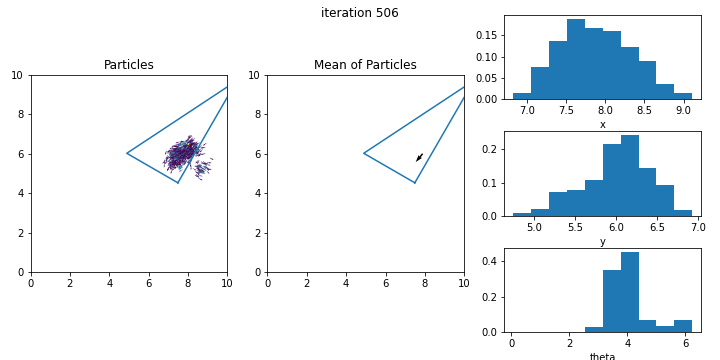 iteration 506
Particles
10
8
6
4
2
0
0 2 4 6 8 10
Mean of Particles
10
8
6
4
2
0
0 2 4 6 8 10
0.15
0.10
0.05
0.00
7.0 7.5 8.0 8.5 9.0
x
0.2
0.1
0.0
5.0 5.5 6.0 6.5 7.0
y
0.4
0.2
0.0
0 2 4 6
theta